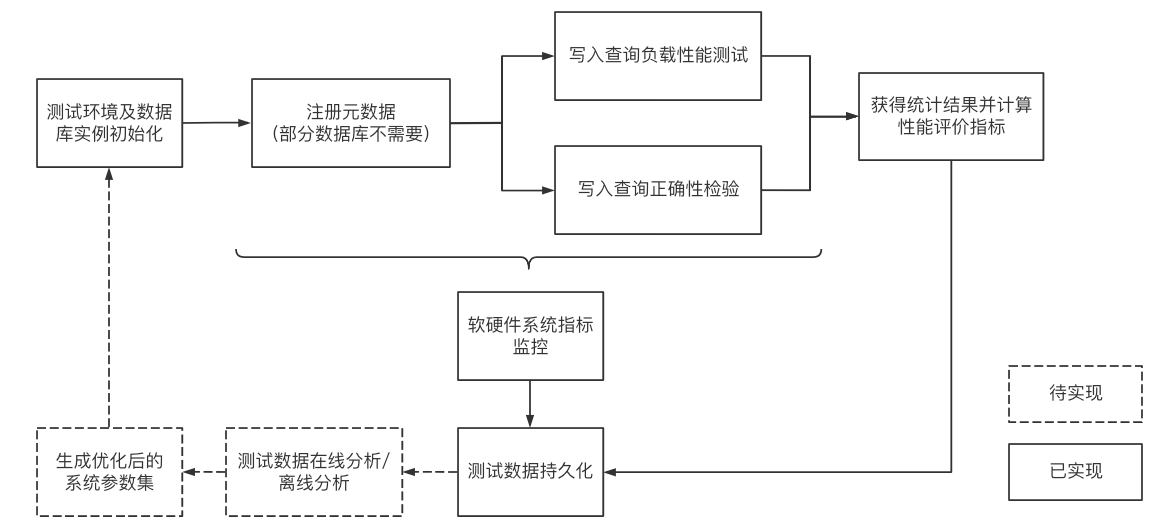 测试环境及数据
库实例初始化
注册元数据
(部分数据库不需要)
写入查询负载性能测试
写入查询正确性检验
获得统计结果并计算
性能评价指标
软硬件系统指标
监控
生成优化后的
系统参数集
测试数据在线分析/
离线分析
测试数据持久化
待实现
已实现